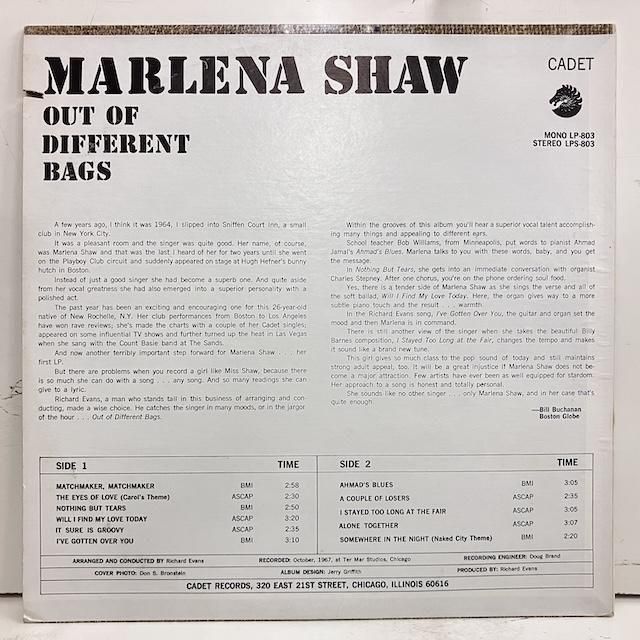 MARLENA SHAW
OUT OF
DIFFERENT
BAGS
CADET
MONO LP-803
STEREO LPS-803
A few years ago, I think it was 1964, I slipped into Sniffen Court Inn, a small
club in New York City.
It was a pleasant room and the singer was quite good. Her name, of course,
was Marlena Shaw and that was the last I heard of her for two years until she went
on the Playboy Club circuit and suddenly appeared on stage at Hugh Hefner's bunny
hutch in Boston.
Instead of just a good singer she had become a superb one. And quite aside
from her vocal greatness she had also emerged into a superior personality with a
polished act.
The past year has been an exciting and encouraging one for this 26-year-old
native of New Rochelle, N.Y. Her club performances from Boston to Los Angeles
have won rave reviews; she's made the charts with a couple of her Cadet singles;
appeared on some influential TV shows and further turned up the heat in Las Vegas
when she sang with the Count Basie band at The Sands.
And now another terribly important step forward for Marlena Shaw . . . her
first LP.
But there are problems when you record a girl like Miss Shaw, because there
is so much she can do with a song . . . any song. And so many readings she can
give to a lyric.
Richard Evans, a man who stands tall in this business of arranging and con-
ducting, made a wise choice. He catches the singer in many moods, or in the jargon
of the hour . . . Out of Different Bags.
Within the grooves of this album you'll hear a superior vocal talent accomplish-
ing many things and appealing to different ears.
School teacher Bob Williams, from Minneapolis, put words to pianist Ahmad
Jamal's Ahmad's Blues. Marlena talks to you with these words, baby, and you get
the message.
In Nothing But Tears, she gets into an immediate conversation with organist
Charles Stepney. After one chorus, you're on the phone ordering soul food.
Yes, there is a tender side of Marlena Shaw as she sings the verse and all of
the soft ballad, Will I Find My Love Today. Here, the organ gives way to a more
subtle piano touch and the result . . . warmth.
In the Richard Evans song, I've Gotten Over You, the guitar and organ set the
mood and then Marlena is in command.
There is still another view of the singer when she takes the beautiful Billy
Barnes composition, I Stayed Too Long at the Fair, changes the tempo and makes
it sound like a brand new tune.
This girl gives so much class to the pop sound of today and still maintains
strong adult appeal, too. It will be a great injustice if Marlena Shaw does not be-
come a major attraction. Few artists have ever been as well equipped for stardom.
Her approach to a song is honest and totally personal.
She sounds like no other singer . . . only Marlena Shaw, and in her case that's
quite enough.
—Bill Buchanan
Boston Globe
SIDE 1 TIME
MATCHMAKER, MATCHMAKER BMI 2:58
THE EYES OF LOVE (Carol's Theme) ASCAP 2:30
NOTHING BUT TEARS BMI 2:50
WILL I FIND MY LOVE TODAY ASCAP 3:20
IT SURE IS GROOVY ASCAP 2:35
I'VE GOTTEN OVER YOU BMI 3:10
SIDE 2 TIME
AHMAD'S BLUES BMI 3:05
A COUPLE OF LOSERS ASCAP 2:35
I STAYED TOO LONG AT THE FAIR ASCAP 3:05
ALONE TOGETHER ASCAP 3:07
SOMEWHERE IN THE NIGHT (Naked City Theme) BMI 2:20
ARRANGED AND CONDUCTED BY Richard Evans RECORDED: October, 1967, at Ter Mar Studios, Chicago RECORDING ENGINEER: Doug Brand
COVER PHOTO: Don S. Bronstein ALBUM DESIGN: Jerry Griffith PRODUCED BY: Richard Evans
CADET RECORDS, 320 EAST 21ST STREET, CHICAGO, ILLINOIS 60616